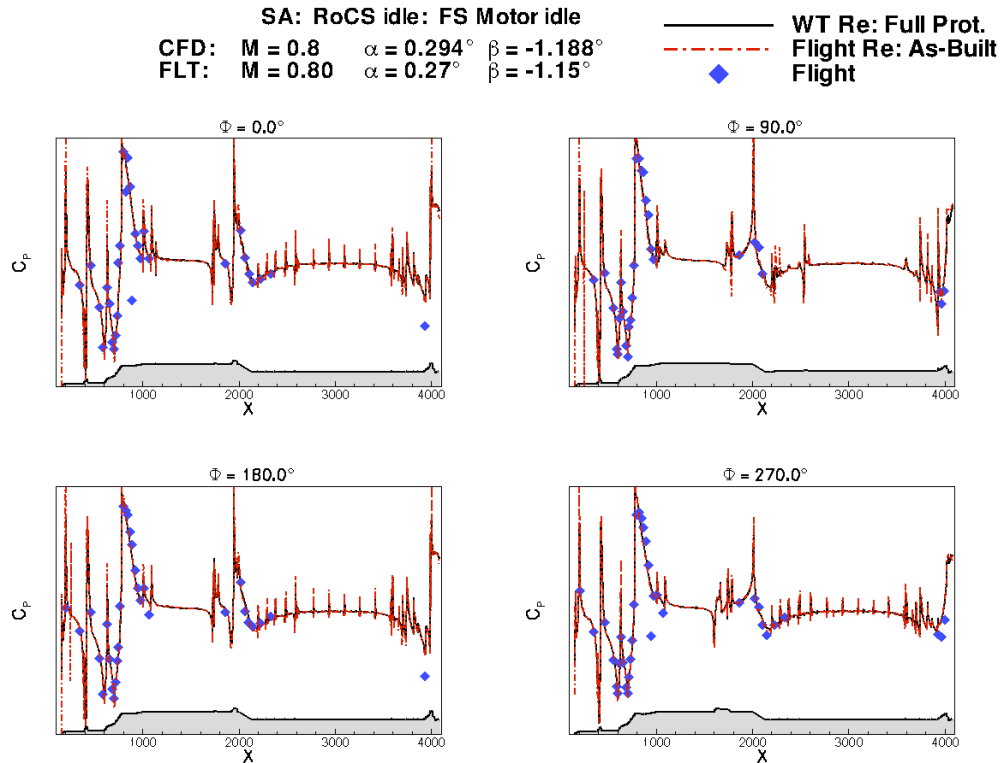 SA: RoCS idle: FS Motor idle
CFD: M = 0.8 α = 0.294° β = -1.188°
FLT: M = 0.80 α = 0.27° β = -1.15°
WT Re: Full Prot.
Flight Re: As-Built
Flight
Φ = 0.0°
C_P
1000 2000 3000 4000
X
Φ = 90.0°
C_P
1000 2000 3000 4000
X
Φ = 180.0°
C_P
1000 2000 3000 4000
X
Φ = 270.0°
C_P
1000 2000 3000 4000
X